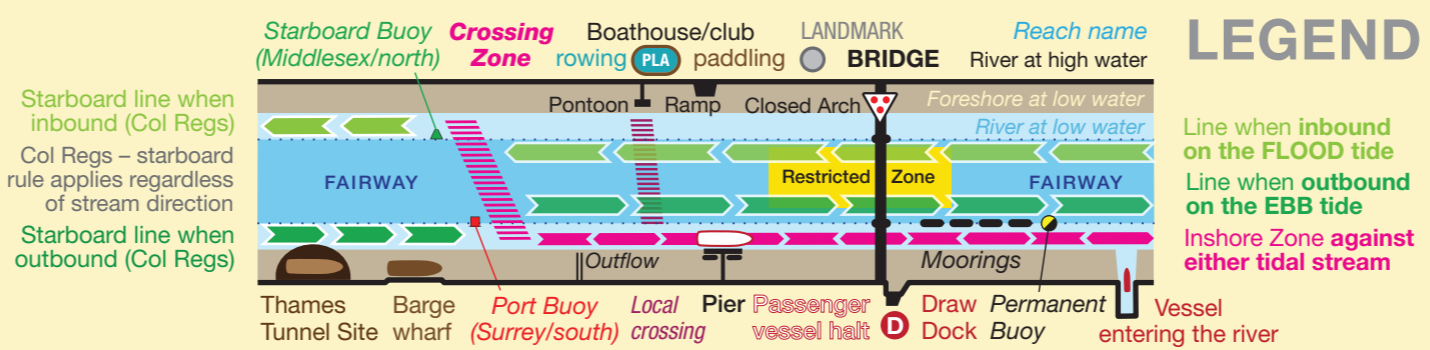 Starboard Buoy
(Middlesex/north)
Crossing
Zone
Boathouse/club
rowing PLA paddling
LANDMARK
BRIDGE
Reach name
River at high water
LEGEND
Starboard line when
inbound (Col Regs)
Col Regs – starboard
rule applies regardless
of stream direction
Starboard line when
outbound (Col Regs)
Pontoon
Ramp
Closed Arch
Foreshore at low water
River at low water
FAIRWAY
Restricted Zone
FAIRWAY
Outflow
Moorings
Line when inbound
on the FLOOD tide
Line when outbound
on the EBB tide
Inshore Zone against
either tidal stream
Thames
Tunnel Site
Barge
wharf
Port Buoy
(Surrey/south)
Local
crossing
Pier
Passenger
vessel halt
D
Draw
Dock
Permanent
Buoy
Vessel
entering the river